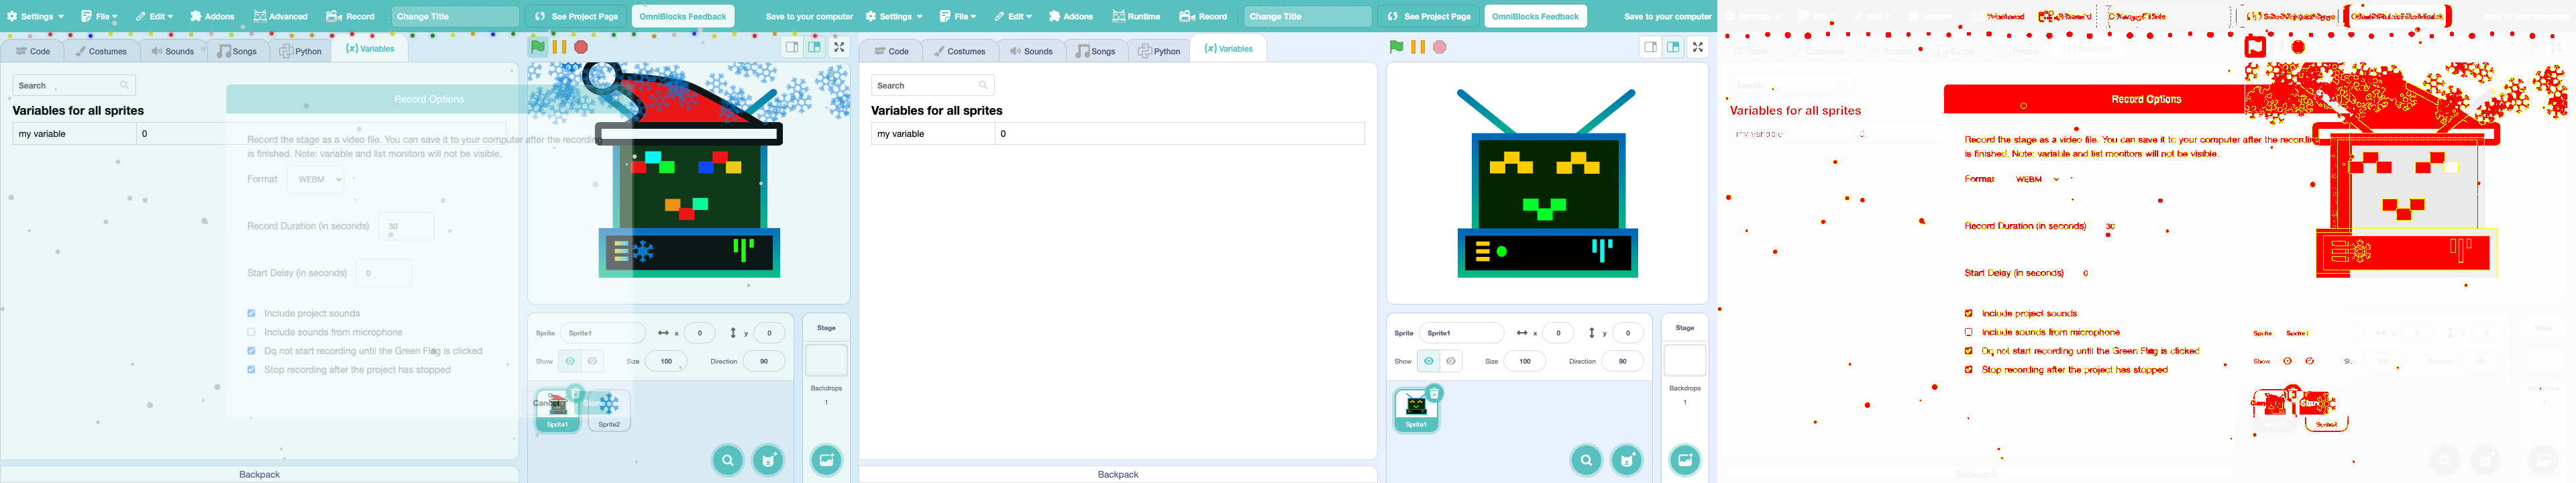 Settings File Edit Addons Advanced Record Change Title See Project Page OmniBlocks Feedback Save to your computer
Code Costumes Sounds Songs Python (x) Variables
Search
Variables for all sprites
my variable 0
Record Options
Record the stage as a video file. You can save it to your computer after the recording
is finished. Note: variable and list monitors will not be visible.
Format WEBM
Record Duration (in seconds) 30
Start Delay (in seconds) 0
Include project sounds
Include sounds from microphone
Do not start recording until the Green Flag is clicked
Stop recording after the project has stopped
Cancel Start
Sprite Sprite1 x 0 y 0
Show Size 100 Direction 90
Stage
Backdrops
1
Sprite1 Sprite2
Backpack
Settings File Edit Addons Runtime Record Change Title See Project Page OmniBlocks Feedback Save to your computer
Code Costumes Sounds Songs Python (x) Variables
Search
Variables for all sprites
my variable 0
Sprite Sprite1 x 0 y 0
Show Size 100 Direction 90
Stage
Backdrops
1
Sprite1
Backpack
Variables for all sprites
my variable 0
Record Options
Record the stage as a video file. You can save it to your computer after the recording
is finished. Note: variable and list monitors will not be visible.
Format WEBM
Record Duration (in seconds) 30
Start Delay (in seconds) 0
Include project sounds
Include sounds from microphone
Do not start recording until the Green Flag is clicked
Stop recording after the project has stopped
Sprite Sprite1
Show
Stage
Sprite2
Backpack